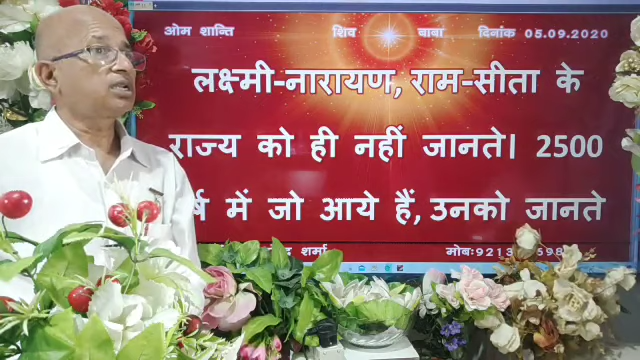 ओम शान्ति शिव बाबा दिनांक 05.09.2020
लक्ष्मी-नारायण, राम-सीता के
राज्य को ही नहीं जानते। 2500
में जो आये हैं, उनको जानते
शर्मा